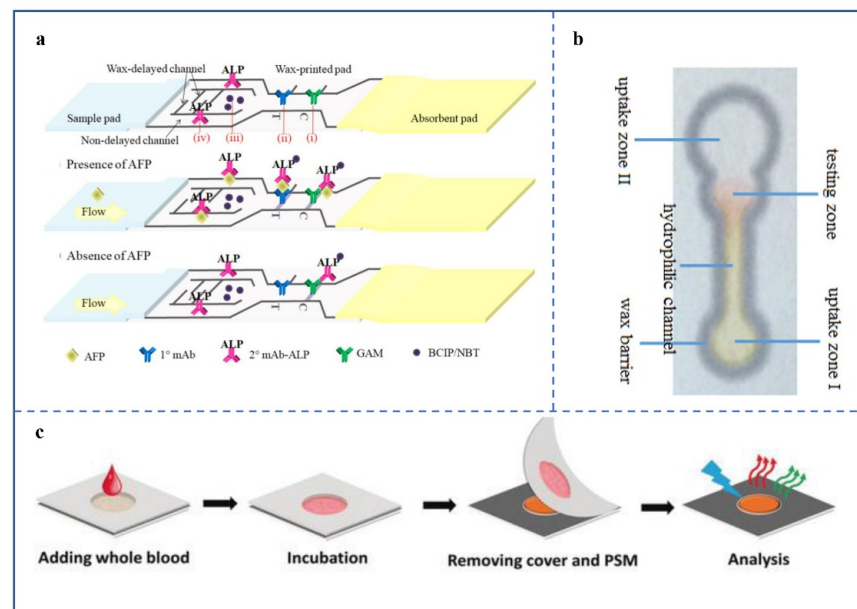 a
Wax-delayed channel
ALP
Wax-printed pad
Sample pad
ALP
Absorbent pad
Non-delayed channel
(iv)
(iii)
(ii)
(i)
T
C
) Presence of AFP
ALP
ALP
ALP
ALP
Flow
T
C
) Absence of AFP
ALP
ALP
ALP
Flow
T
C
AFP
1° mAb
ALP
2° mAb-ALP
GAM
BCIP/NBT
b
uptake zone II
testing zone
hydrophilic channel
wax barrier
uptake zone I
c
Adding whole blood
Incubation
Removing cover and PSM
Analysis